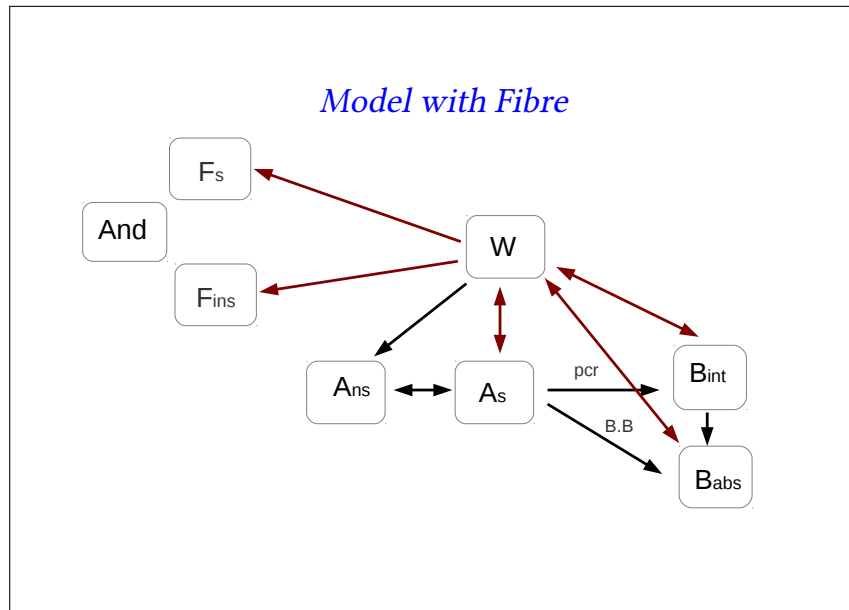 Model with Fibre
Fs
And
W
Fins
Ans
As
pcr
Bint
B.B
Babs